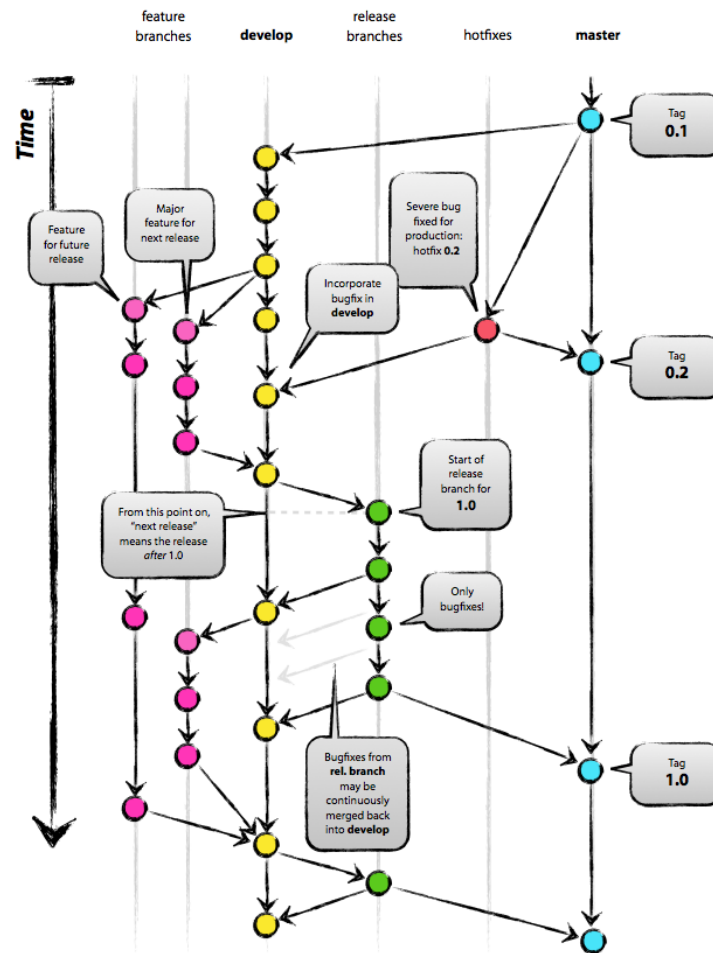 feature
branches
develop
release
branches
hotfixes
master
Time
Tag
0.1
Major
feature for
next release
Severe bug
fixed for
production:
hotfix 0.2
Feature
for future
release
Incorporate
bugfix in
develop
Tag
0.2
Start of
release
branch for
1.0
From this point on,
“next release”
means the release
after 1.0
Only
bugfixes!
Bugfixes from
rel. branch
may be
continuously
merged back
into develop
Tag
1.0